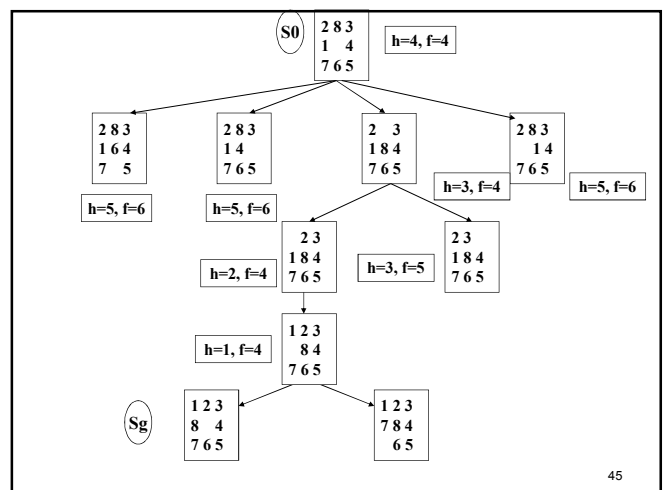 S0
2 8 3
1   4
7 6 5
h=4, f=4
2 8 3
1 6 4
7   5
h=5, f=6
2 8 3
1 4
7 6 5
h=5, f=6
2   3
1 8 4
7 6 5
h=3, f=4
2 8 3
  1 4
7 6 5
h=5, f=6
  2 3
1 8 4
7 6 5
h=2, f=4
2 3
1 8 4
7 6 5
h=3, f=5
1 2 3
  8 4
7 6 5
h=1, f=4
Sg
1 2 3
8   4
7 6 5
1 2 3
7 8 4
  6 5
45